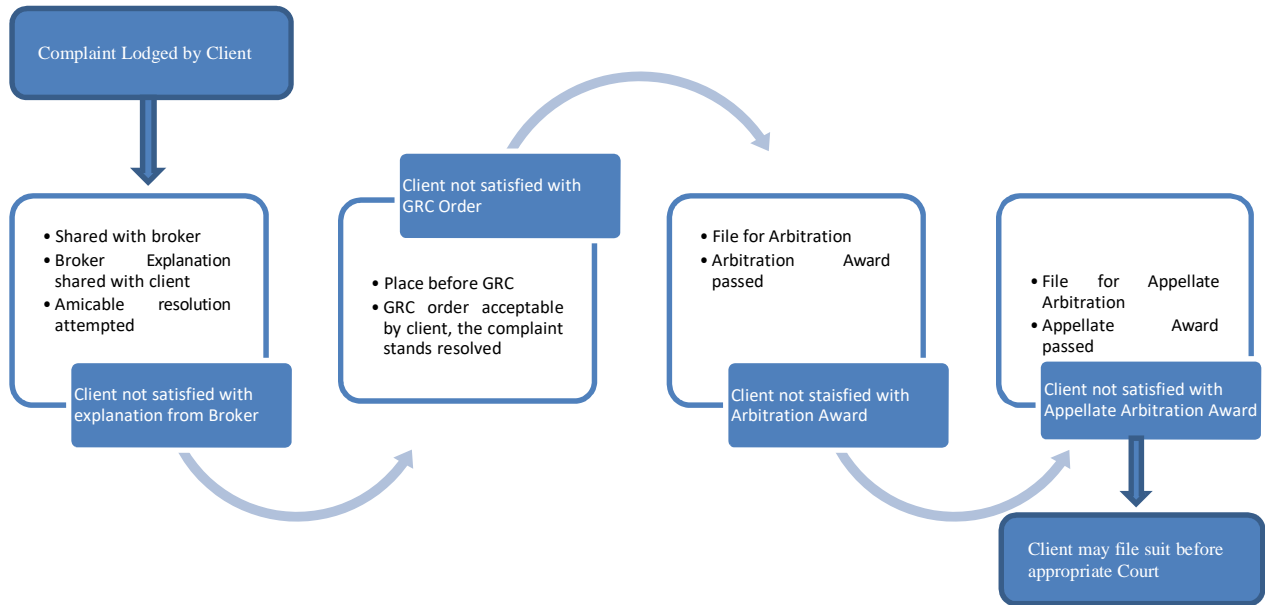 Complaint Lodged by Client
• Shared with broker
• Broker Explanation
shared with client
• Amicable resolution
attempted
Client not satisfied with
explanation from Broker
Client not satisfied with
GRC Order
• Place before GRC
• GRC order acceptable
by client, the complaint
stands resolved
• File for Arbitration
• Arbitration Award
passed
Client not staisfied with
Arbitration Award
• File for Appellate
Arbitration
• Appellate Award
passed
Client not satisfied with
Appellate Arbitration Award
Client may file suit before
appropriate Court